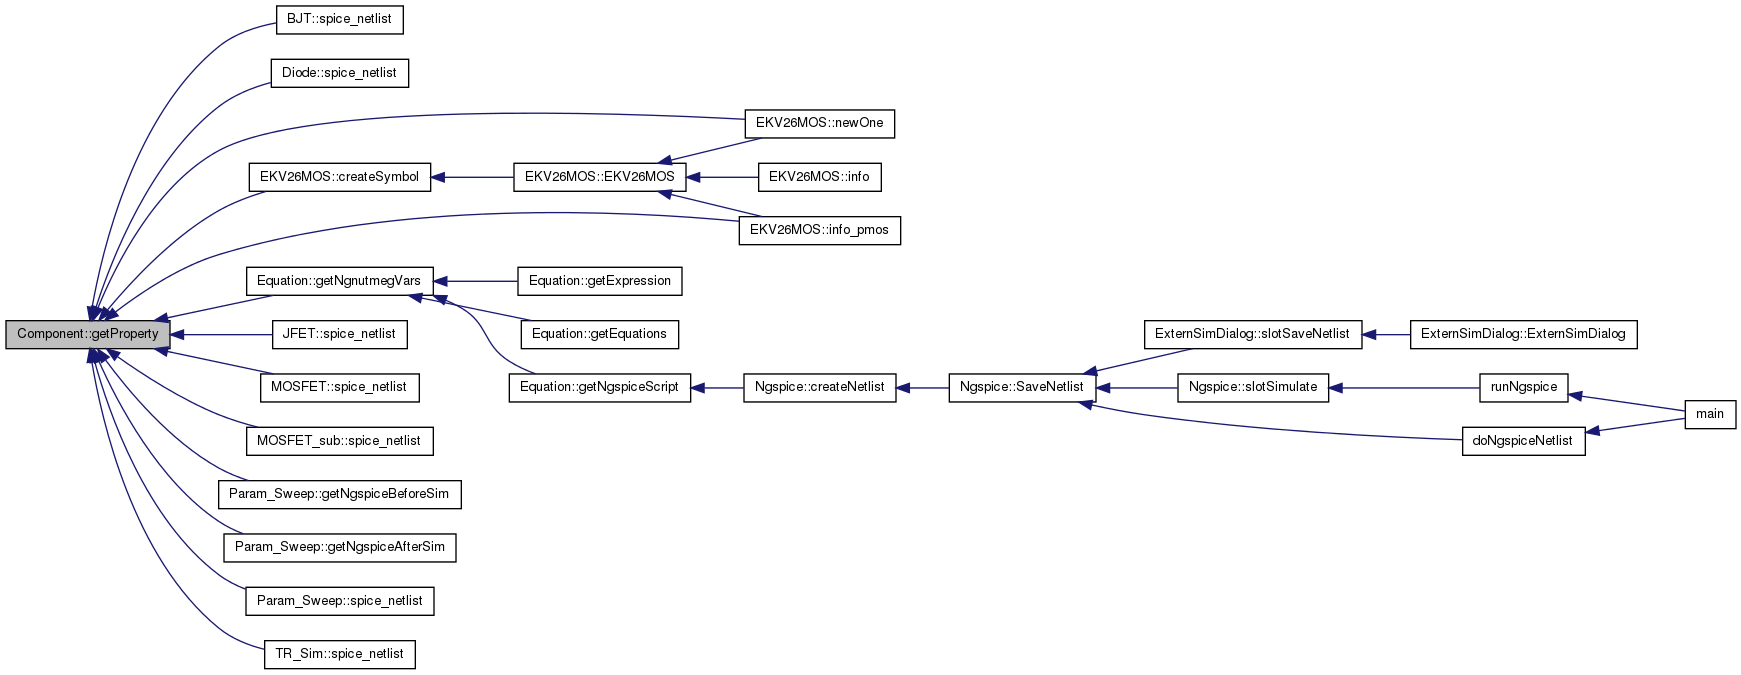 BJT::spice_netlist
Diode::spice_netlist
EKV26MOS::newOne
EKV26MOS::createSymbol
EKV26MOS::EKV26MOS
EKV26MOS::info
EKV26MOS::info_pmos
Equation::getNgnutmegVars
Equation::getExpression
Component::getProperty
JFET::spice_netlist
Equation::getEquations
ExternSimDialog::slotSaveNetlist
ExternSimDialog::ExternSimDialog
MOSFET::spice_netlist
Equation::getNgspiceScript
Ngspice::createNetlist
Ngspice::SaveNetlist
Ngspice::slotSimulate
runNgspice
main
MOSFET_sub::spice_netlist
doNgspiceNetlist
Param_Sweep::getNgspiceBeforeSim
Param_Sweep::getNgspiceAfterSim
Param_Sweep::spice_netlist
TR_Sim::spice_netlist